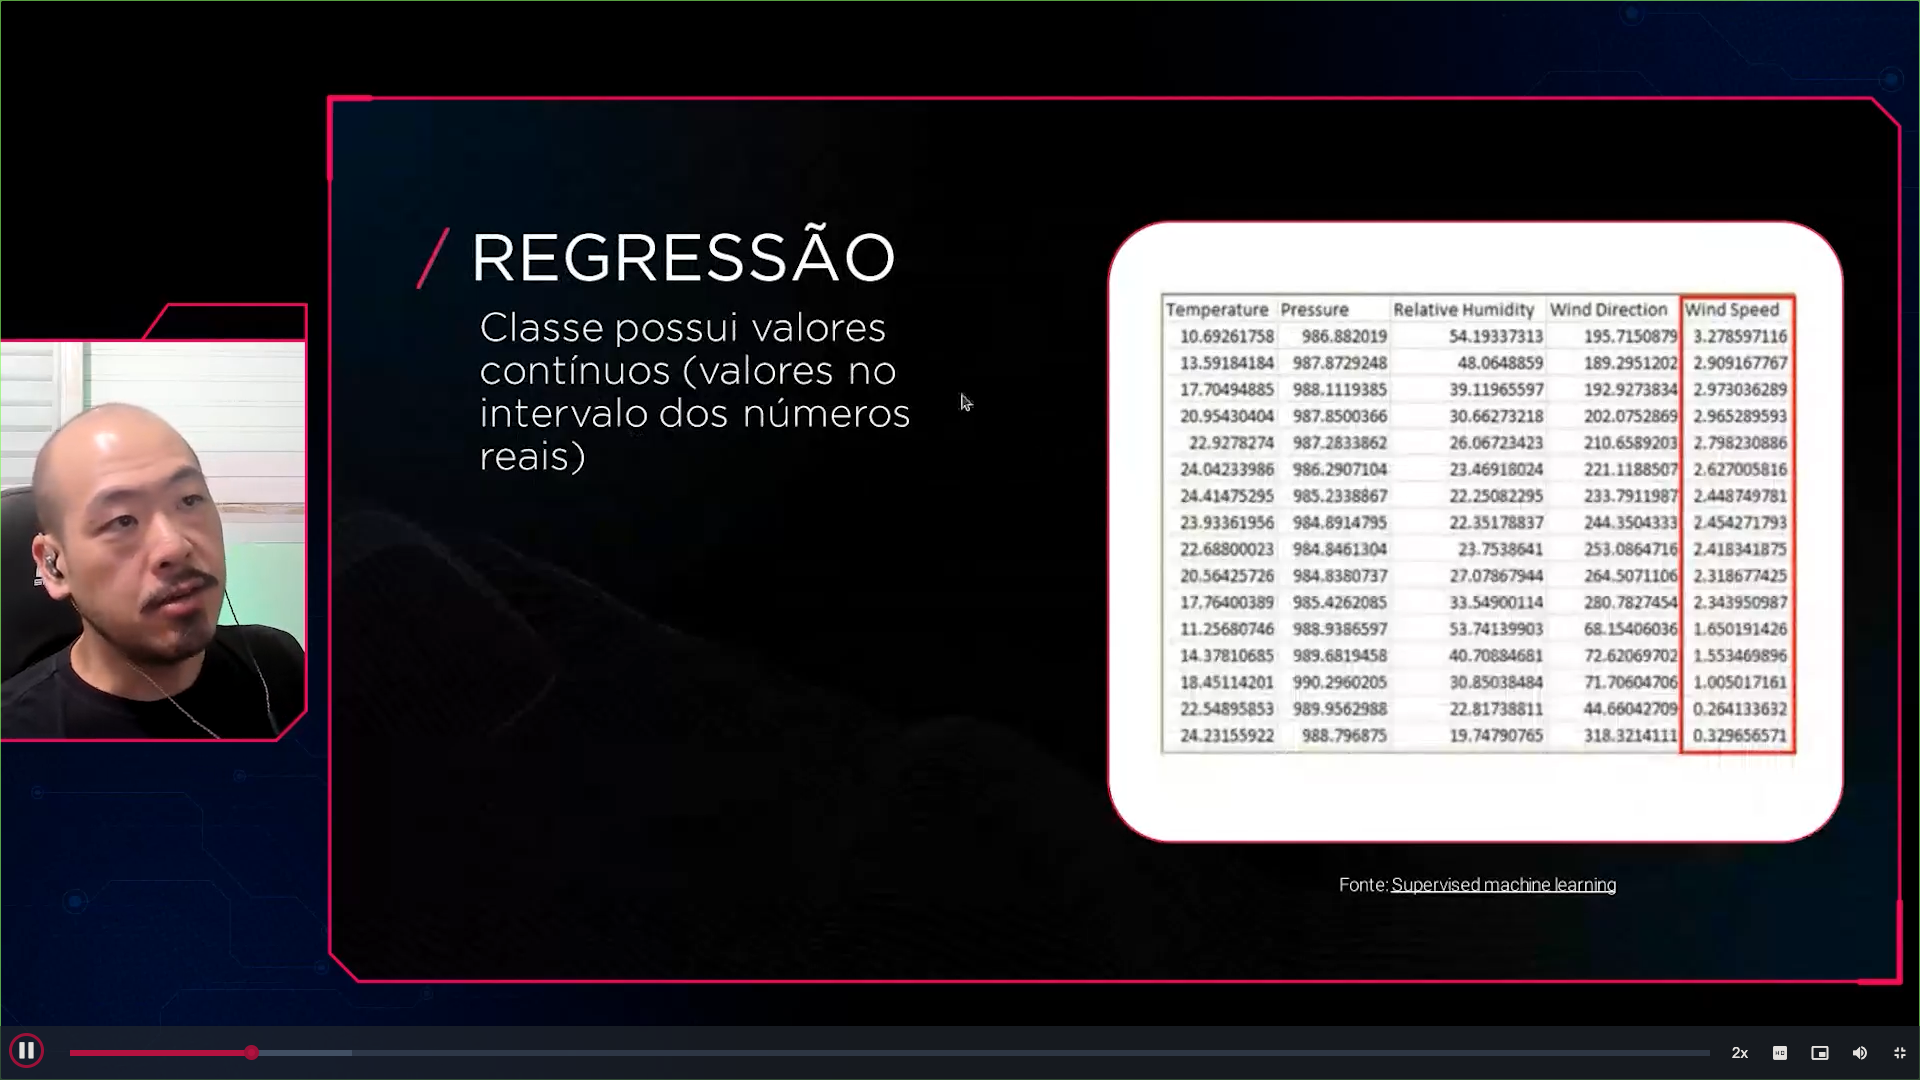 / REGRESSÃO
Classe possui valores
contínuos (valores no
intervalo dos números
reais)
Temperature Pressure Relative Humidity Wind Direction Wind Speed
10.69261758 986.882019 54.19337313 195.7150879 3.278597116
13.59184184 987.8729248 48.0648859 189.2951202 2.909167767
17.70494885 988.1119385 39.11965597 192.9273834 2.973036289
20.95430404 987.8500366 30.66273218 202.0752869 2.965289593
22.9278274 987.2833862 26.06723423 210.6589203 2.798230886
24.04233986 986.2907104 23.46918024 221.1188507 2.627005816
24.41475295 985.2338867 22.25082295 233.7911987 2.448749781
23.93361956 984.8914795 22.35178837 244.3504333 2.454271793
22.68800023 984.8461304 23.7538641 253.0864716 2.418341875
20.56425726 984.8380737 27.07867944 264.5071106 2.318677425
17.76400389 985.4262085 33.54900114 280.7827454 2.343950987
11.25680746 988.9386597 53.74139903 68.15406036 1.650191426
14.37810685 989.6819458 40.70884681 72.62069702 1.553469896
18.45114201 990.2960205 30.85038484 71.70604706 1.005017161
22.54895853 989.9562988 22.81738811 44.66042709 0.264133632
24.23155922 988.796875 19.74790765 318.3214111 0.329656571
Fonte: Supervised machine learning
2x HD